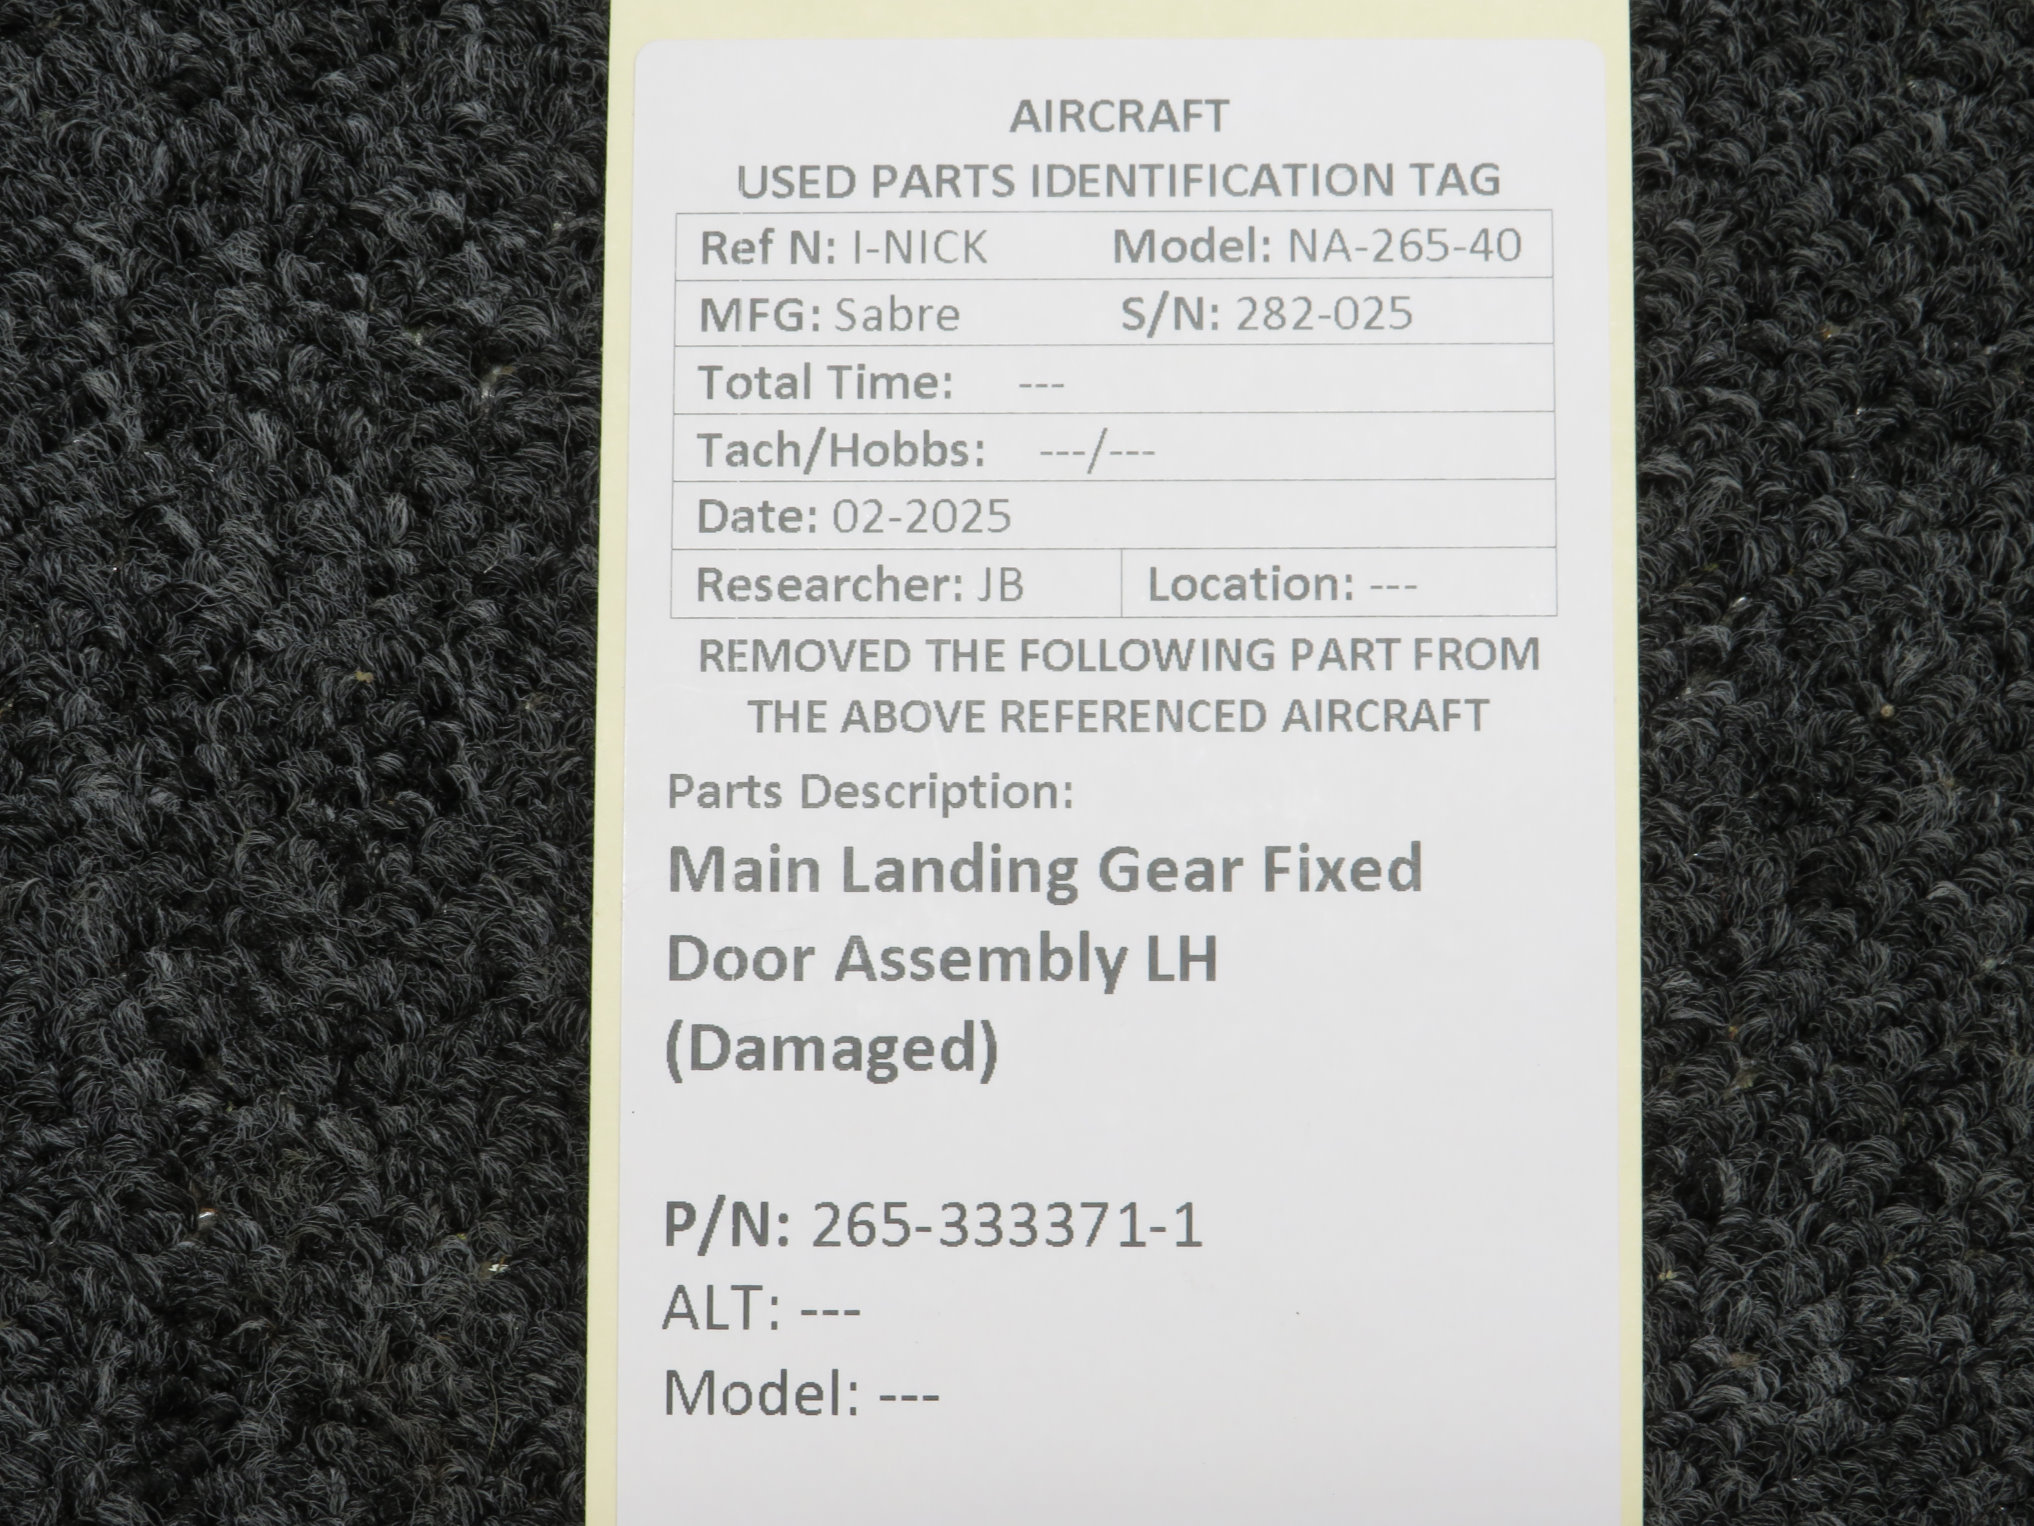 AIRCRAFT
USED PARTS IDENTIFICATION TAG
Ref N: I-NICK Model: NA-265-40
MFG: Sabre S/N: 282-025
Total Time: ---
Tach/Hobbs: ---/---
Date: 02-2025
Researcher: JB Location: ---
REMOVED THE FOLLOWING PART FROM
THE ABOVE REFERENCED AIRCRAFT
Parts Description:
Main Landing Gear Fixed
Door Assembly LH
(Damaged)
P/N: 265-333371-1
ALT: ---
Model: ---